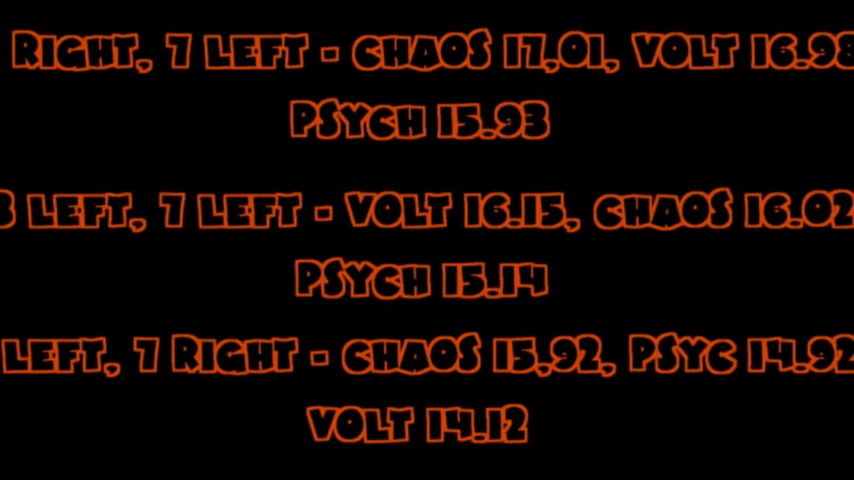 RIGHT, 7 LEFT - CHAOS 17,01, VOLT 16.98
PSYCH 15.93
3 LEFT, 7 LEFT - VOLT 16.15, CHAOS 16.02
PSYCH 15.14
LEFT, 7 RIGHT - CHAOS 15,92, PSYC 14.92
VOLT 14.12